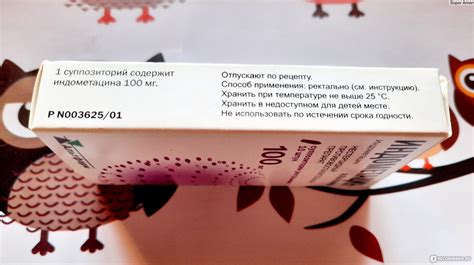 1 суппозиторий содержит
индометацина 100 мг.
P N003625/01
Отпускают по рецепту.
Способ применения: ректально (см. инструкцию).
Хранить при температуре не выше 25 °C.
Хранить в недоступном для детей месте.
Не использовать по истечении срока годности.
100